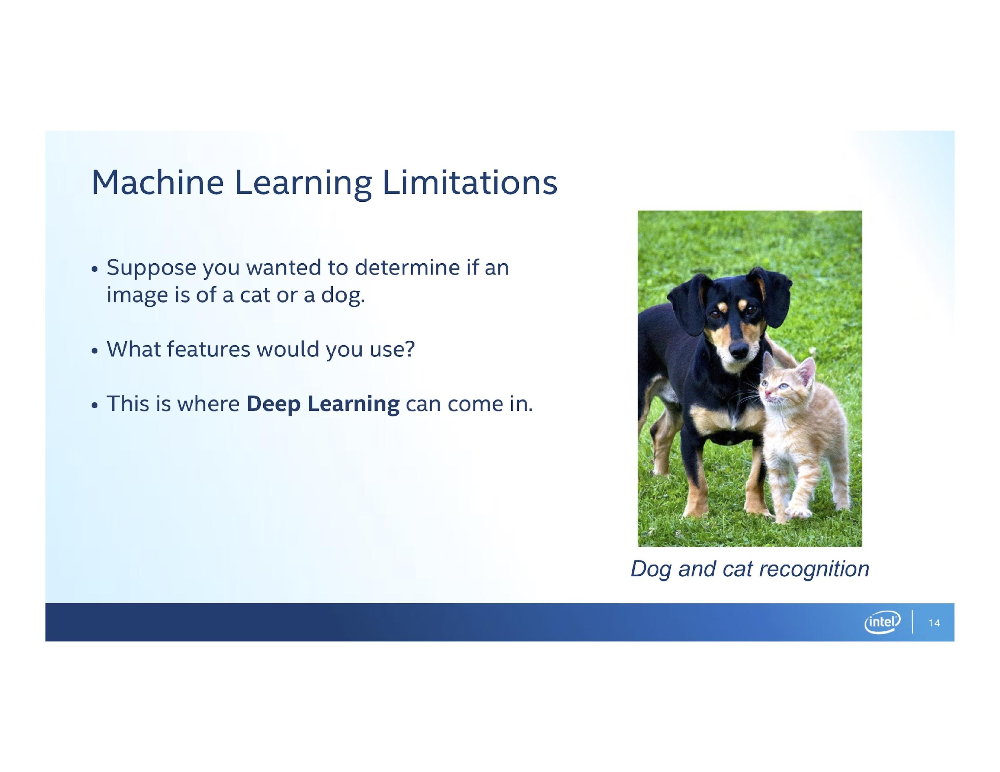 Machine Learning Limitations
• Suppose you wanted to determine if an
image is of a cat or a dog.
• What features would you use?
• This is where Deep Learning can come in.
Dog and cat recognition
intel
14